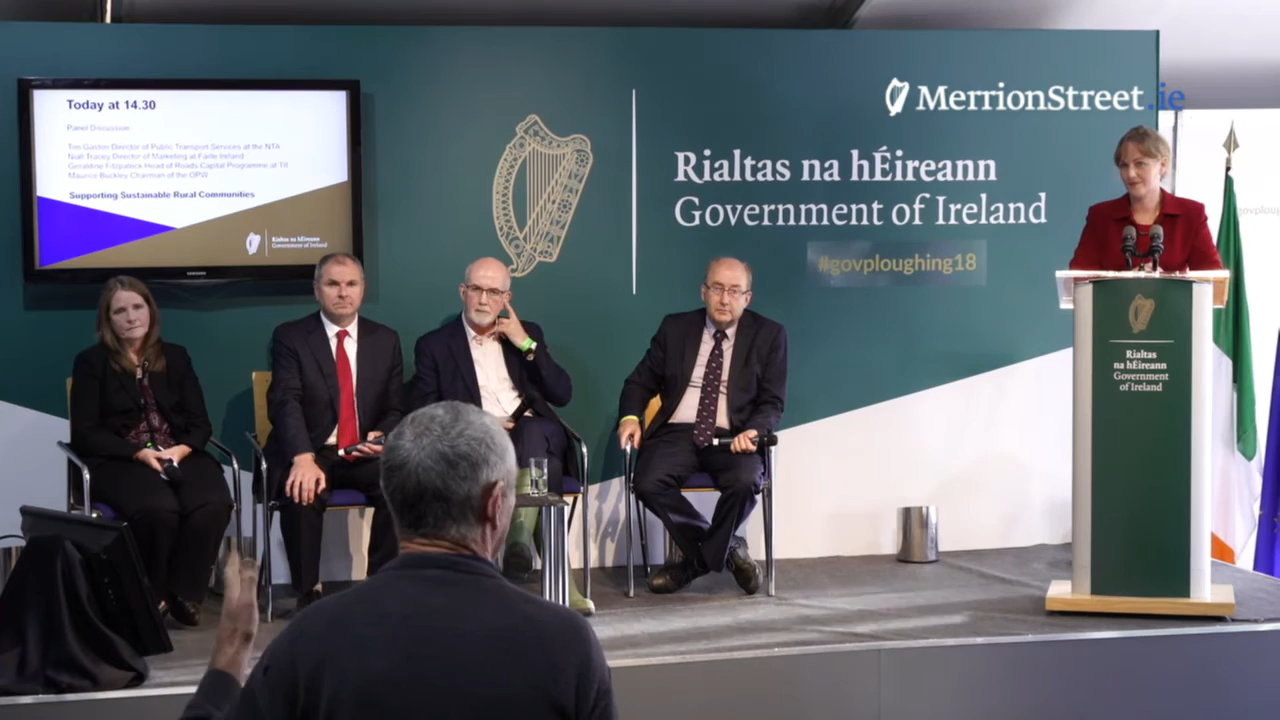 Today at 14.30
Panel Discussion:
Tim Gaston Director of Public Transport Services at the NTA
Niall Tracey Director of Marketing at Failte Ireland
Geraldine Fitzpatrick Head of Roads Capital Programme at TII
Maurice Buckley Chairman of the OPW
Supporting Sustainable Rural Communities
Rialtas na hÉireann
Government of Ireland
SAMSUNG
MerrionStreet.ie
Rialtas na hÉireann
Government of Ireland
#govploughing18
Rialtas
na hÉireann
Government
of Ireland